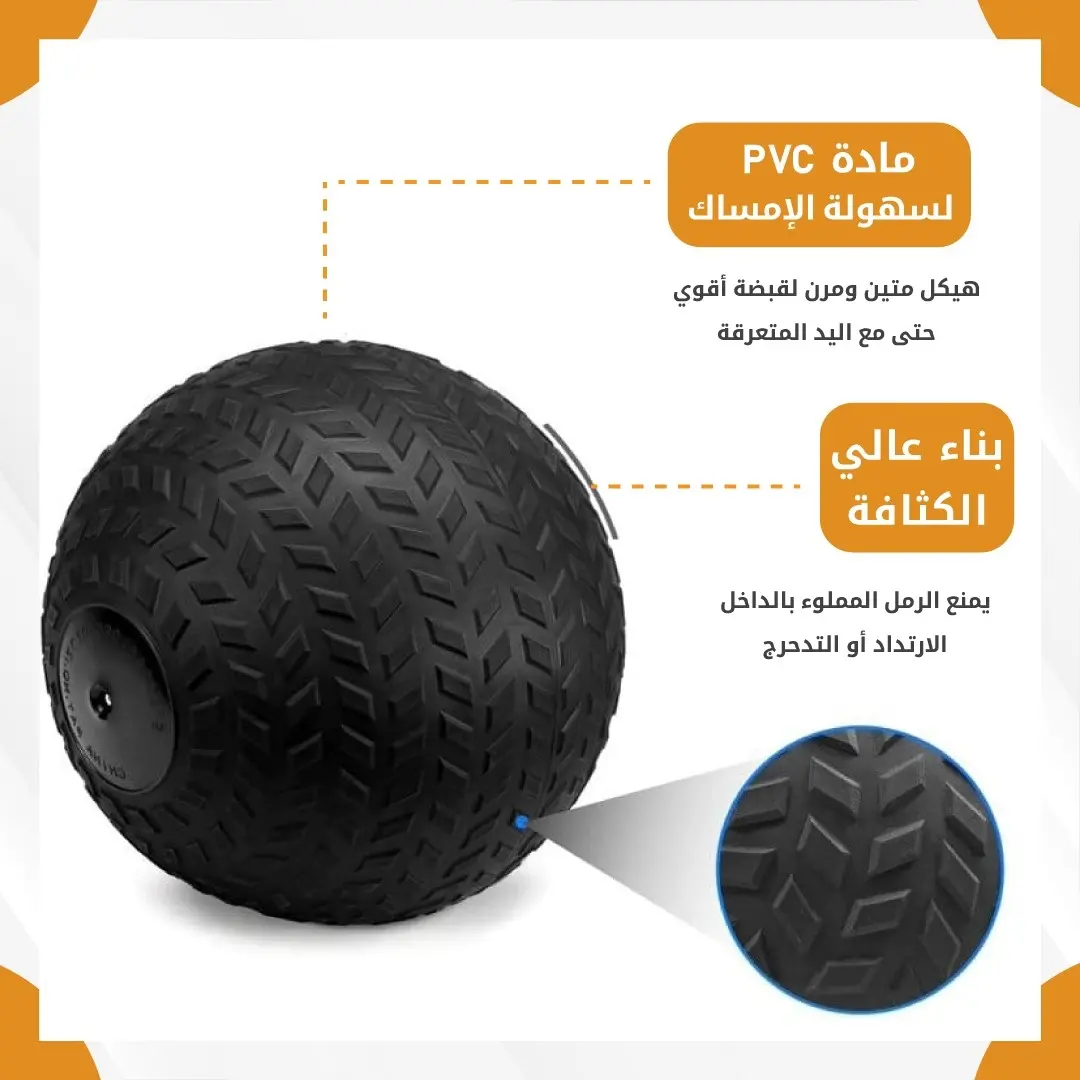 مادة PVC
لسهولة الإمساك
هيكل متين ومرن لقبضة أقوي
حتى مع اليد المتعرقة
بناء عالي
الكثافة
يمنع الرمل المملوء بالداخل
الارتداد أو التدحرج